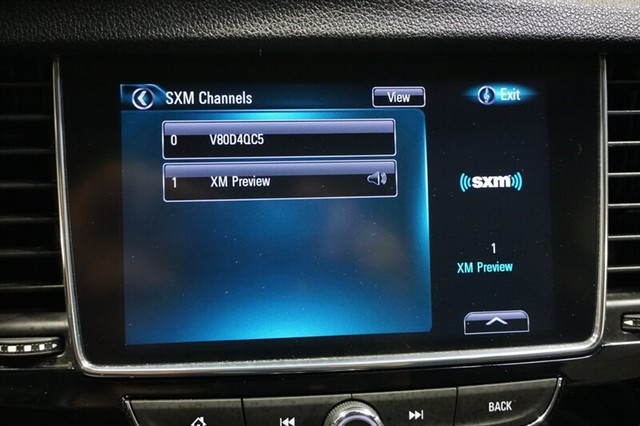 SXM Channels
View
Exit
0 V80D4QC5
1 XM Preview
((sxm))
1
XM Preview
BACK